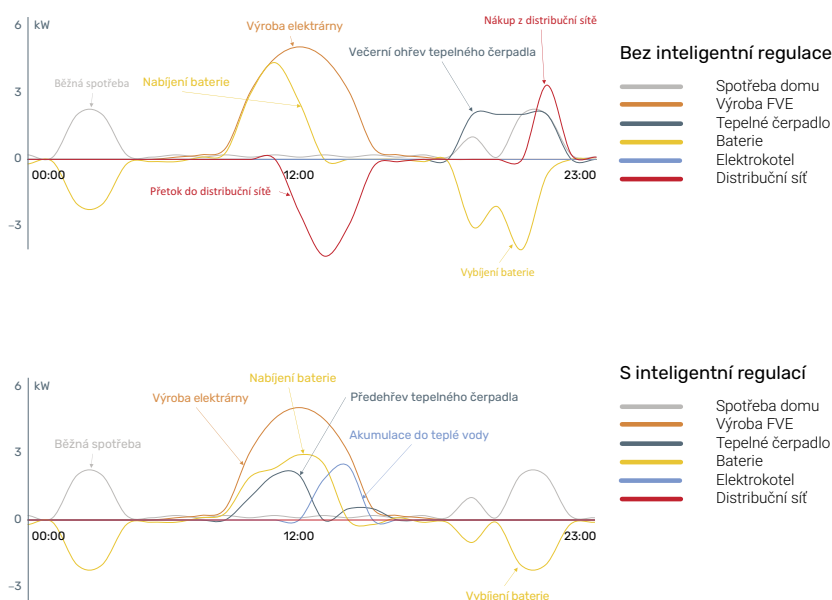 6 kW
Výroba elektrárny
Nákup z distribuční sítě
Večerní ohřev tepelného čerpadla
Běžná spotřeba
Nabíjení baterie
3
0
00:00
12:00
23:00
Přetok do distribuční sítě
−3
Vybíjení baterie
Bez inteligentní regulace
Spotřeba domu
Výroba FVE
Tepelné čerpadlo
Baterie
Elektrokotel
Distribuční síť
6 kW
Nabíjení baterie
Výroba elektrárny
Předehřev tepelného čerpadla
Běžná spotřeba
Akumulace do teplé vody
3
0
00:00
12:00
23:00
−3
Vybíjení baterie
S inteligentní regulací
Spotřeba domu
Výroba FVE
Tepelné čerpadlo
Baterie
Elektrokotel
Distribuční síť